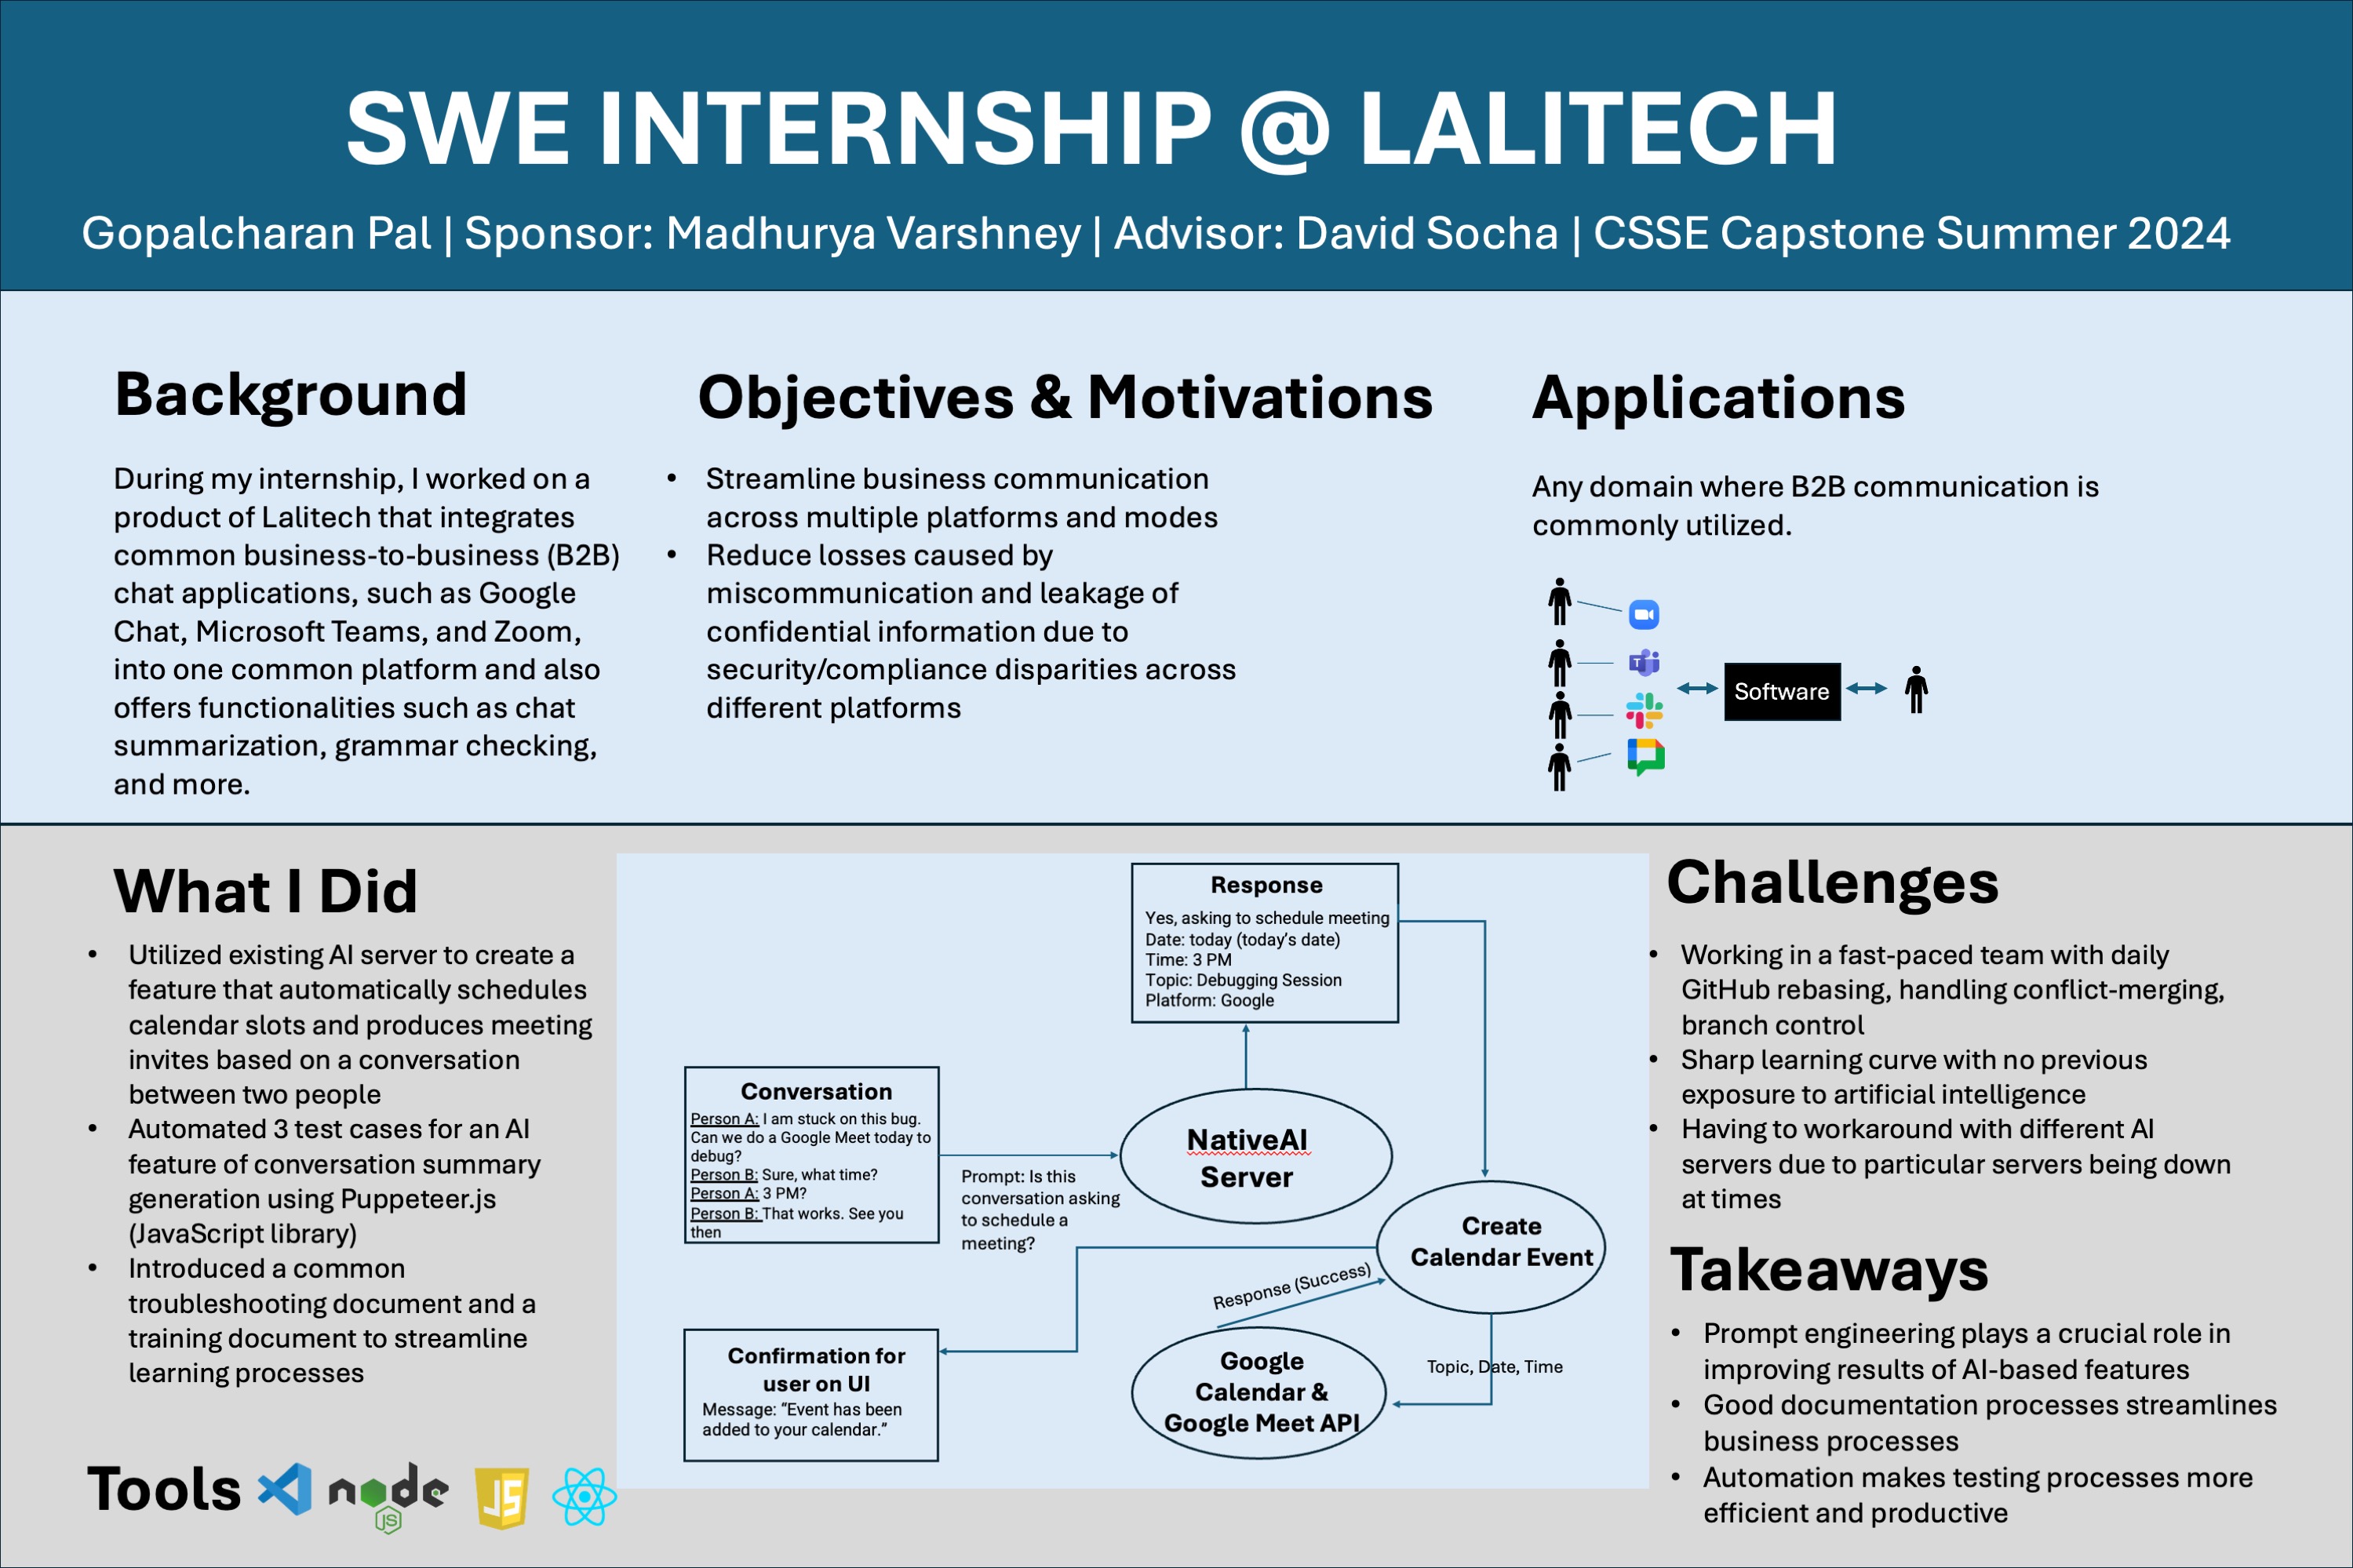 SWE INTERNSHIP @ LALITECH
Gopalcharan Pal | Sponsor: Madhurya Varshney | Advisor: David Socha | CSSE Capstone Summer 2024
Background
During my internship, I worked on a
product of Lalitech that integrates
common business-to-business (B2B)
chat applications, such as Google
Chat, Microsoft Teams, and Zoom,
into one common platform and also
offers functionalities such as chat
summarization, grammar checking,
and more.
Objectives & Motivations
• Streamline business communication
across multiple platforms and modes
• Reduce losses caused by
miscommunication and leakage of
confidential information due to
security/compliance disparities across
different platforms
Applications
Any domain where B2B communication is
commonly utilized.
T
Software
What I Did
• Utilized existing AI server to create a
feature that automatically schedules
calendar slots and produces meeting
invites based on a conversation
between two people
• Automated 3 test cases for an AI
feature of conversation summary
generation using Puppeteer.js
(JavaScript library)
• Introduced a common
troubleshooting document and a
training document to streamline
learning processes
Tools
node
JS
JS
Response
Yes, asking to schedule meeting
Date: today (today's date)
Time: 3 PM
Topic: Debugging Session
Platform: Google
Conversation
Person A: I am stuck on this bug.
Can we do a Google Meet today to
debug?
Person B: Sure, what time?
Person A: 3 PM?
Person B: That works. See you
then
Prompt: Is this
conversation asking
to schedule a
meeting?
NativeAI
Server
Create
Calendar Event
Response (Success)
Topic, Date, Time
Google
Calendar &
Google Meet API
Confirmation for
user on UI
Message: “Event has been
added to your calendar.”
Challenges
• Working in a fast-paced team with daily
GitHub rebasing, handling conflict-merging,
branch control
• Sharp learning curve with no previous
exposure to artificial intelligence
• Having to workaround with different AI
servers due to particular servers being down
at times
Takeaways
• Prompt engineering plays a crucial role in
improving results of AI-based features
• Good documentation processes streamlines
business processes
• Automation makes testing processes more
efficient and productive